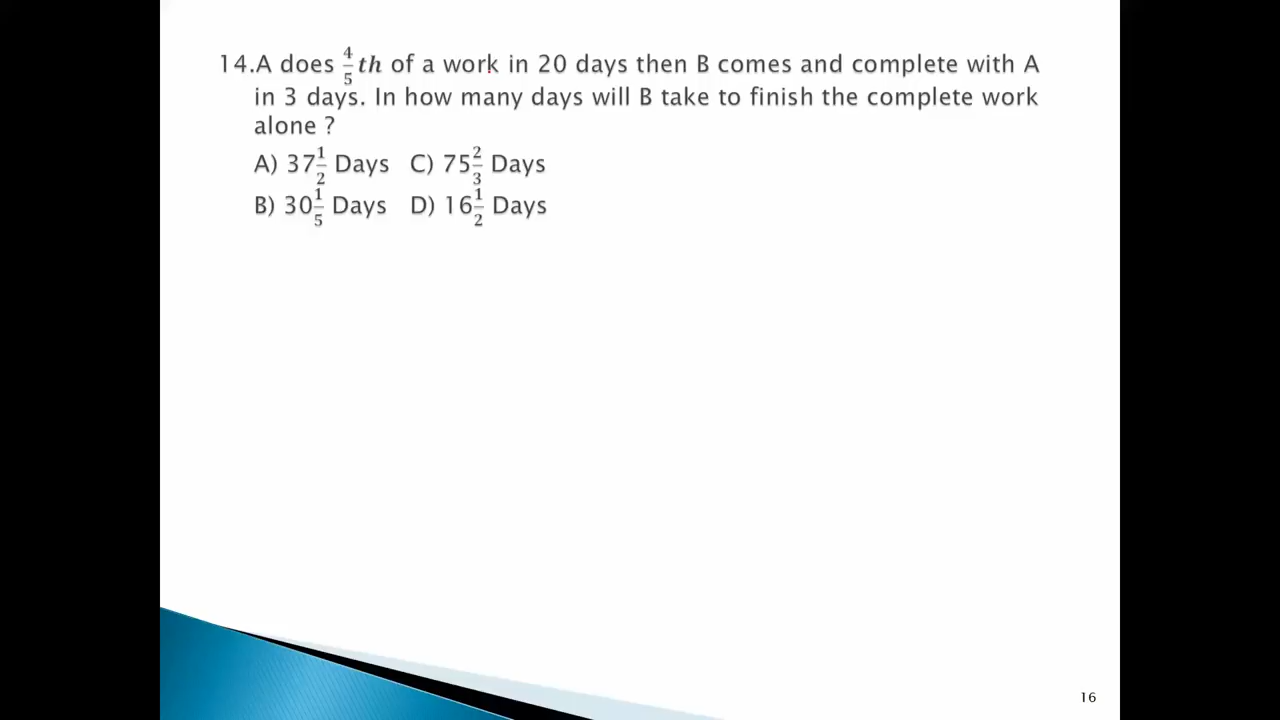 14.A does 4/5 th of a work in 20 days then B comes and complete with A
in 3 days. In how many days will B take to finish the complete work
alone ?
A) 37 1/2 Days C) 75 2/3 Days
B) 30 1/5 Days D) 16 1/2 Days
16